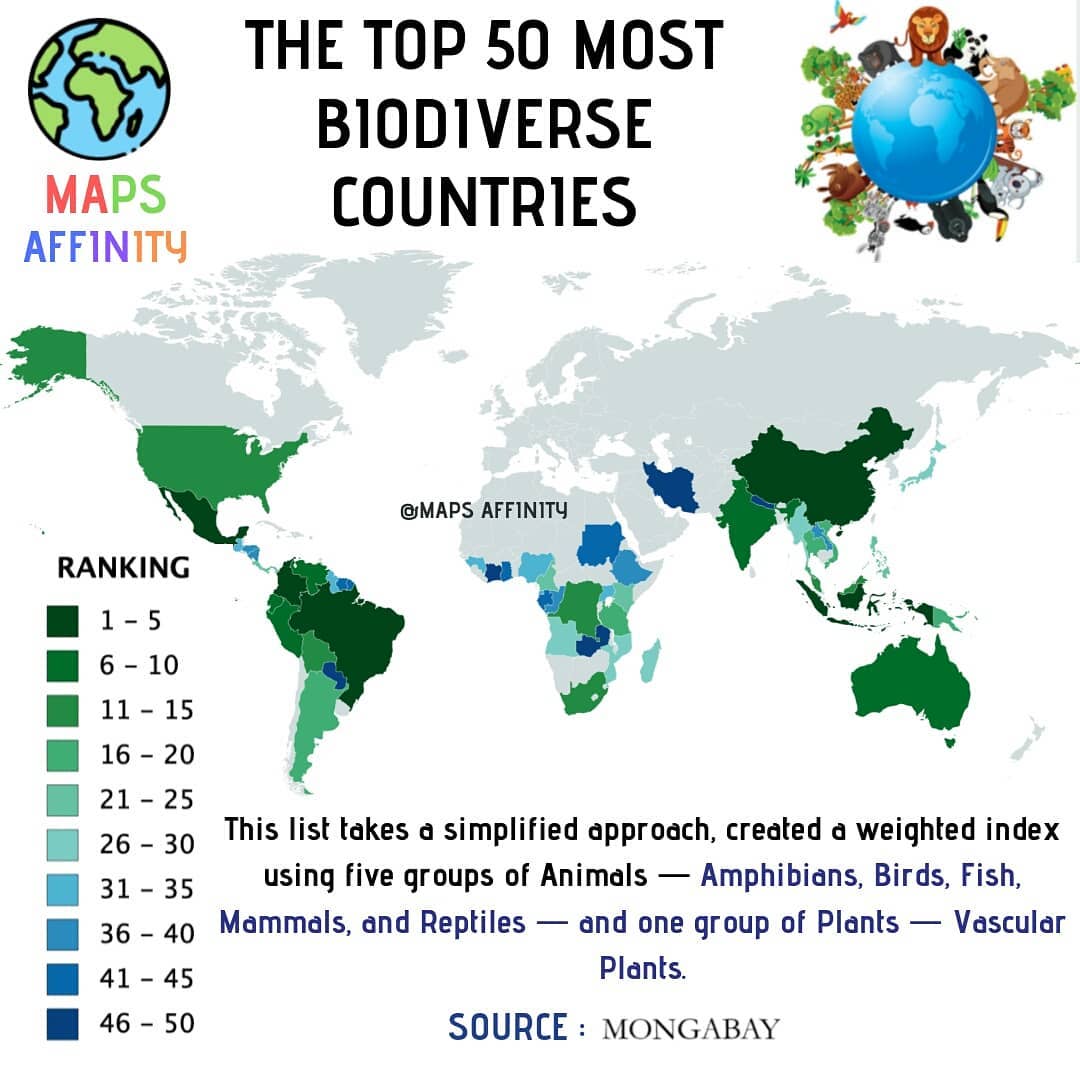 THE TOP 50 MOST
BIODIVERSE
COUNTRIES
MAPS
AFFINITY
@MAPS AFFINITY
RANKING
1 – 5
6 – 10
11 – 15
16 – 20
21 – 25
26 – 30
31 – 35
36 – 40
41 – 45
46 – 50
This list takes a simplified approach, created a weighted index
using five groups of Animals — Amphibians, Birds, Fish,
Mammals, and Reptiles — and one group of Plants — Vascular
Plants.
SOURCE : MONGABAY